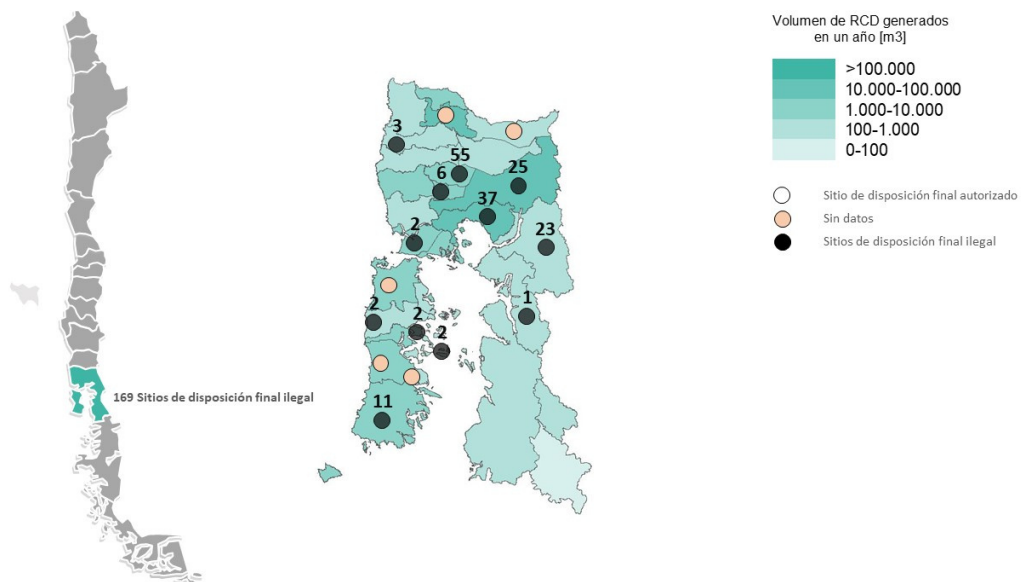 Volumen de RCD generados
en un año [m3]
>100.000
10.000-100.000
1.000-10.000
100-1.000
0-100
Sitio de disposición final autorizado
Sin datos
Sitios de disposición final ilegal
3
55
6
25
37
2
23
2
2
2
1
11
169 Sitios de disposición final ilegal